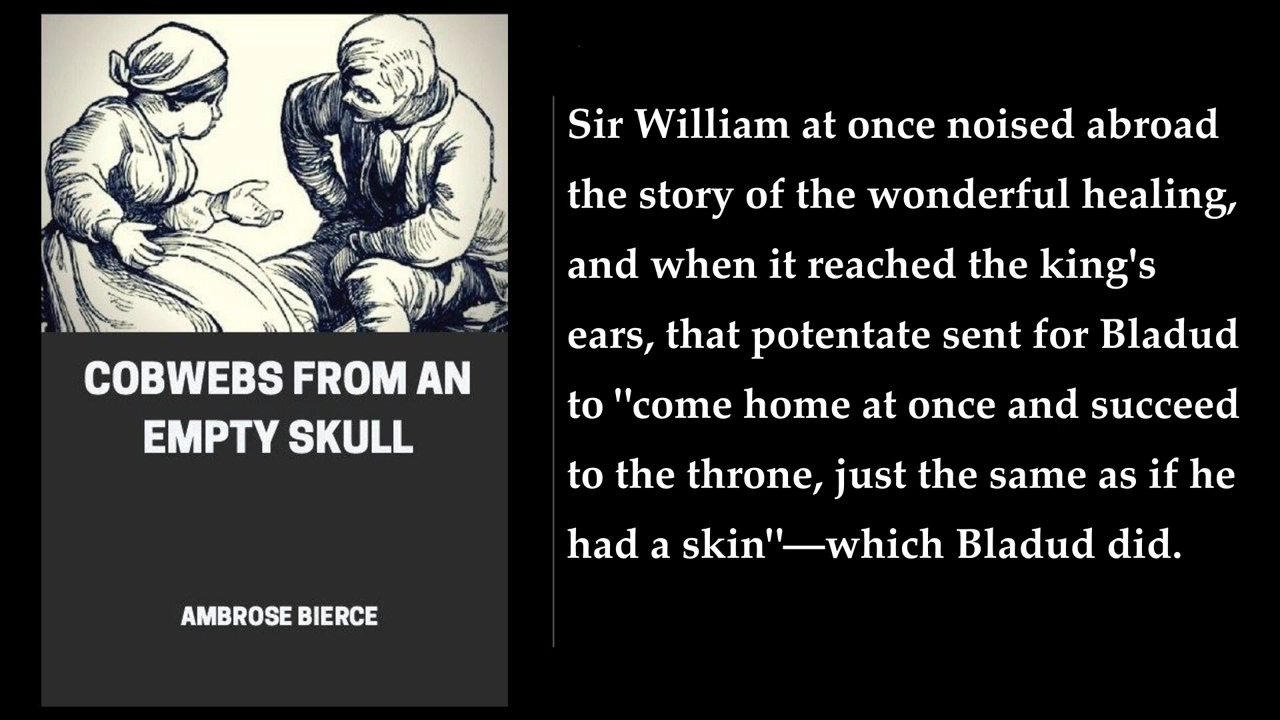 COBWEBS FROM AN
EMPTY SKULL
AMBROSE BIERCE
Sir William at once noised abroad
the story of the wonderful healing,
and when it reached the king's
ears, that potentate sent for Bladud
to "come home at once and succeed
to the throne, just the same as if he
had a skin"—which Bladud did.